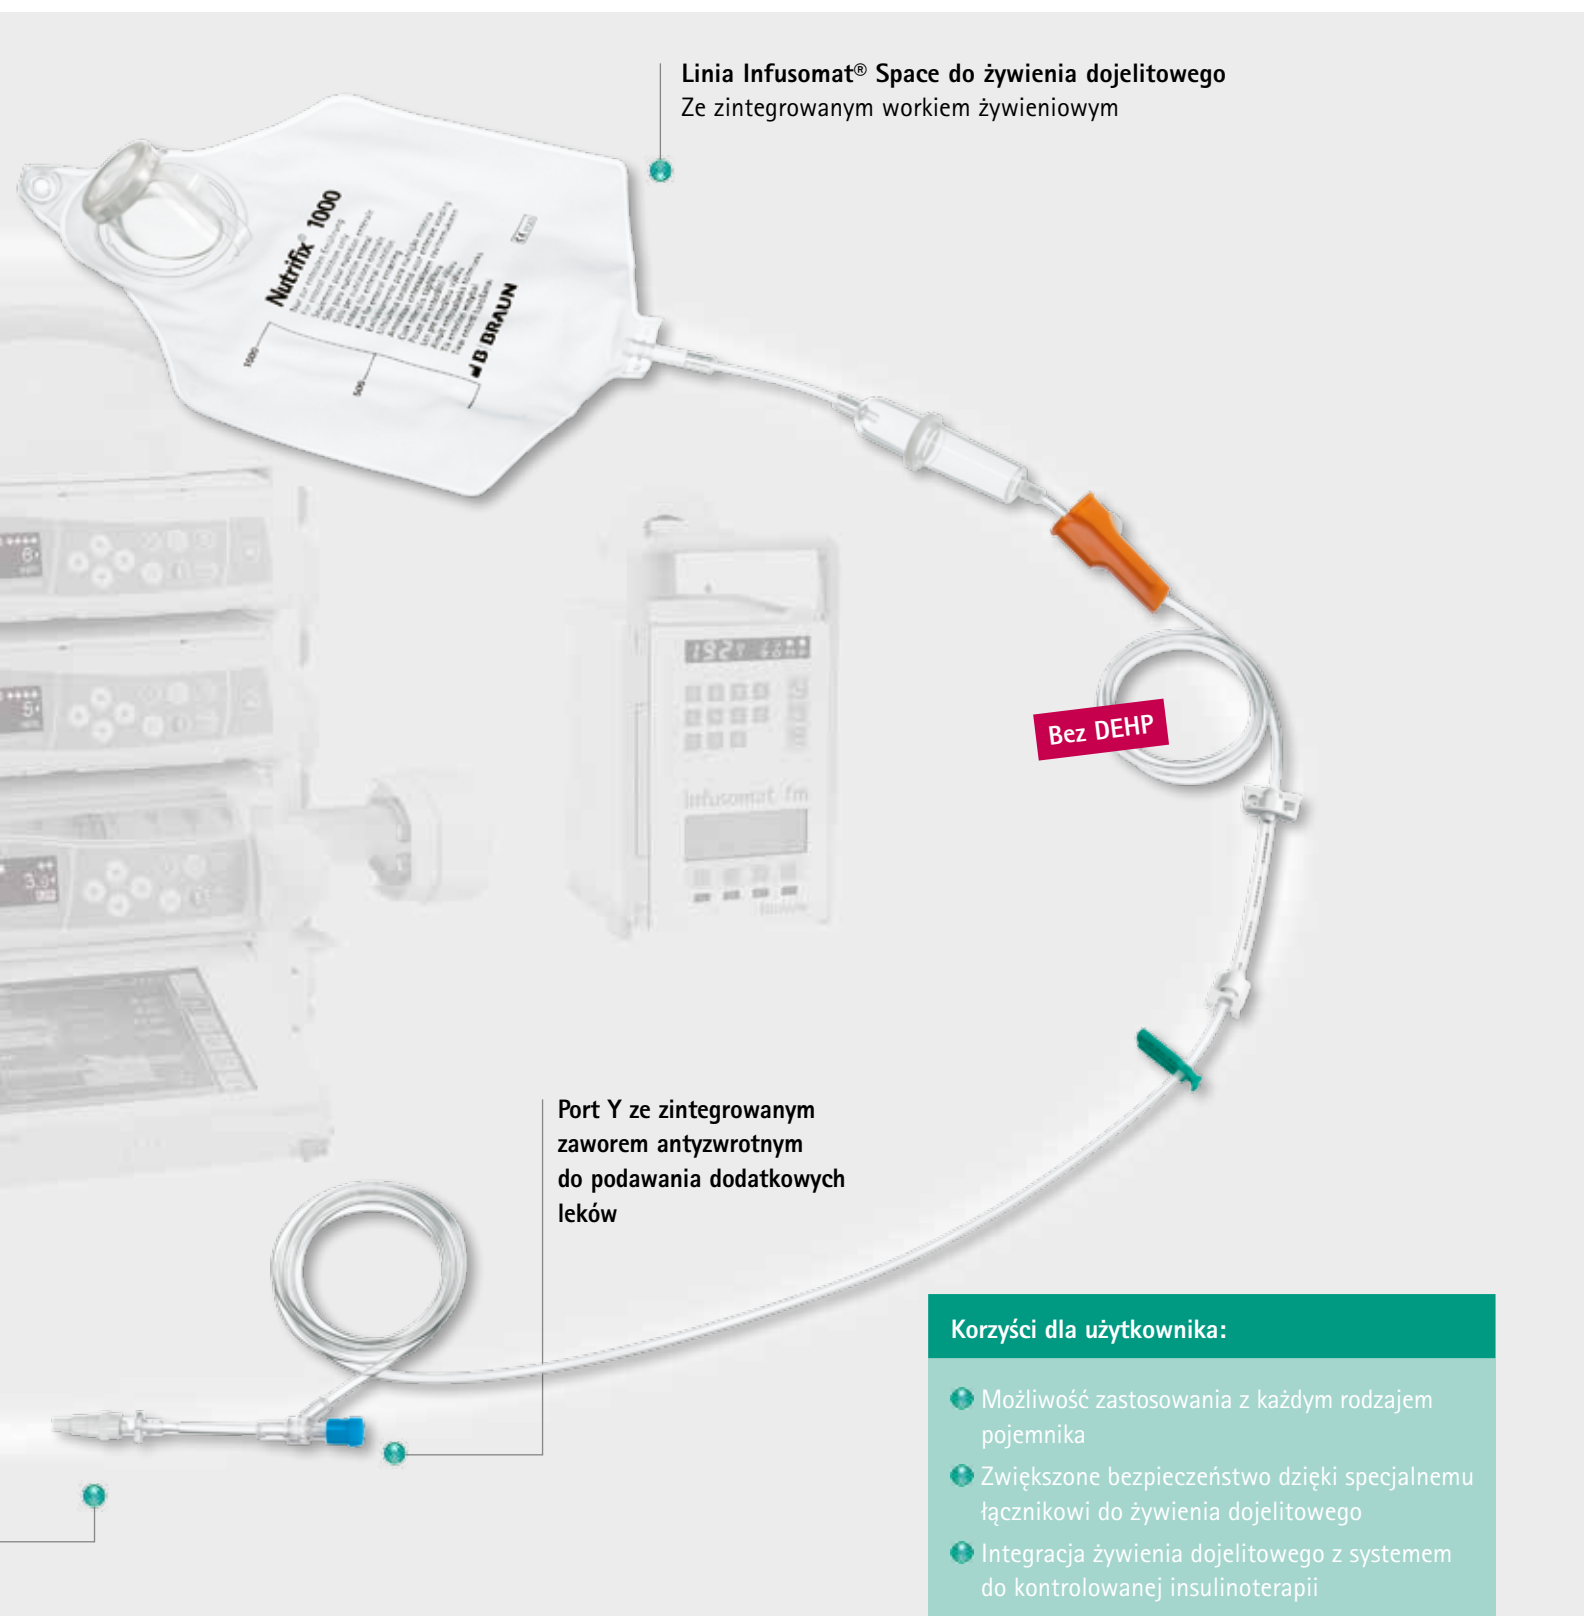 Linia Infusomat® Space do żywienia dojelitowego
Ze zintegrowanym workiem żywieniowym
Nutrifix® 1000
1000
500
B|BRAUN
Bez DEHP
Infusomat fm
Port Y ze zintegrowanym
zaworem antyzwrotnym
do podawania dodatkowych
leków
Korzyści dla użytkownika:
Możliwość zastosowania z każdym rodzajem
pojemnika
Zwiększone bezpieczeństwo dzięki specjalnemu
łącznikowi do żywienia dojelitowego
Integracja żywienia dojelitowego z systemem
do kontrolowanej insulinoterapii